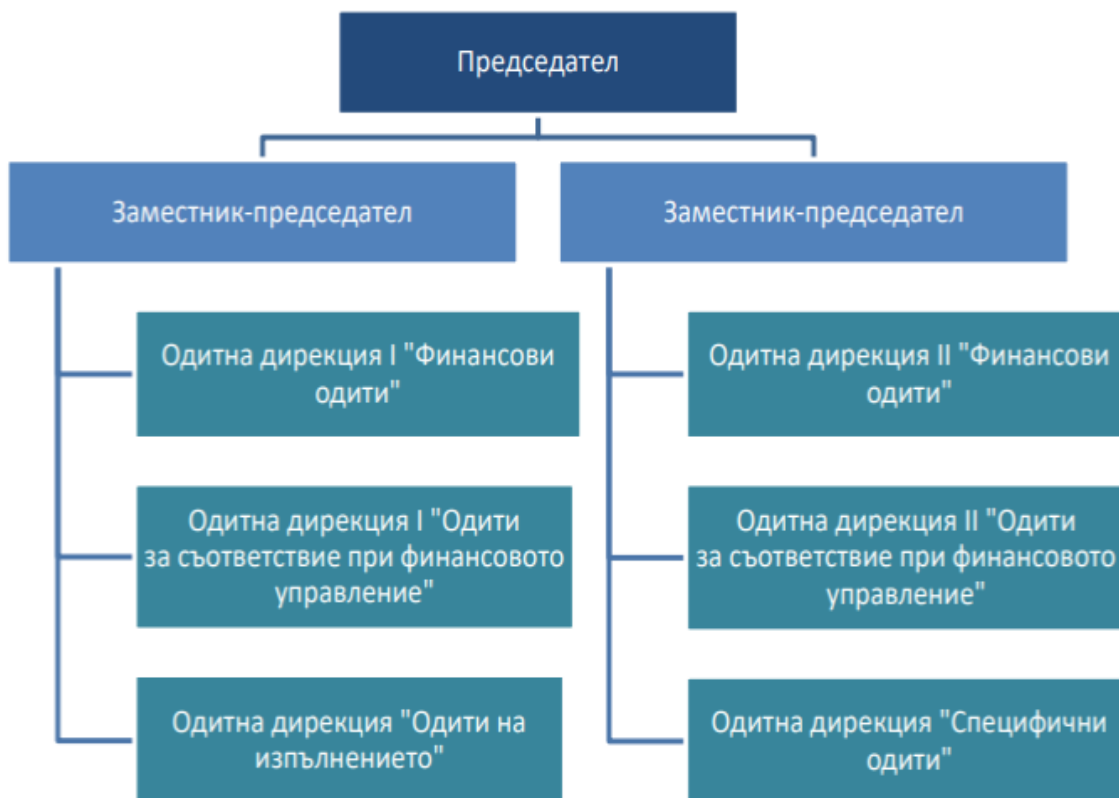 Председател
Заместник-председател
Заместник-председател
Одитна дирекция I "Финансови
одити"
Одитна дирекция II "Финансови
одити"
Одитна дирекция I "Одити
за съответствие при финансовото
управление"
Одитна дирекция II "Одити
за съответствие при финансовото
управление"
Одитна дирекция "Одити на
изпълнението"
Одитна дирекция "Специфични
одити"